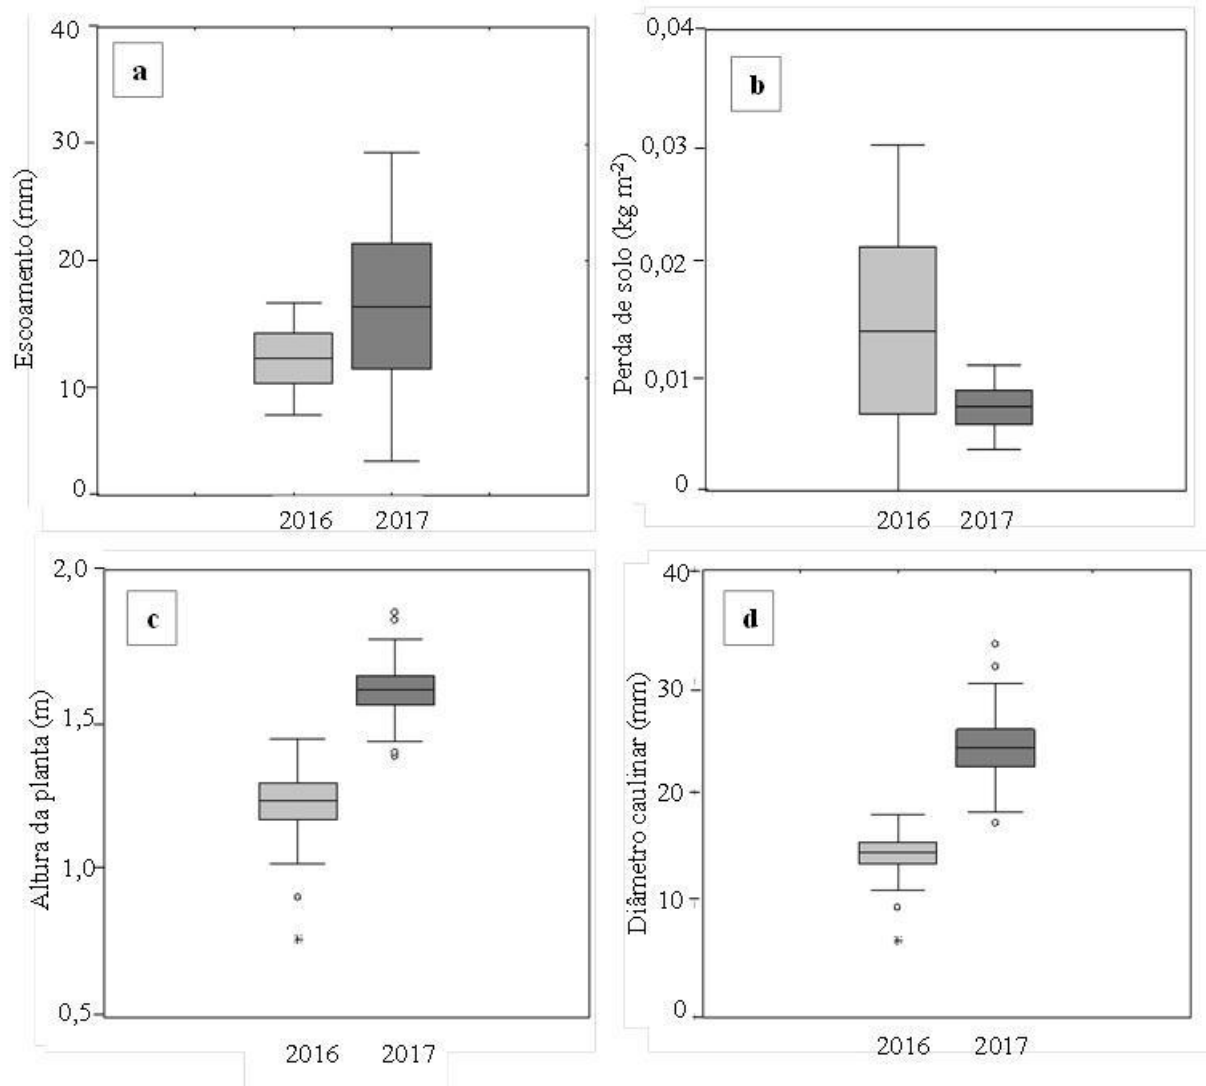 a
Escoamento (mm)
40
30
20
10
0
2016 2017
b
Perda de solo (kg m-2)
0,04
0,03
0,02
0,01
0
2016 2017
c
Altura da planta (m)
2,0
1,5
1,0
0,5
2016 2017
d
Diâmetro caulinar (mm)
40
30
20
10
0
2016 2017